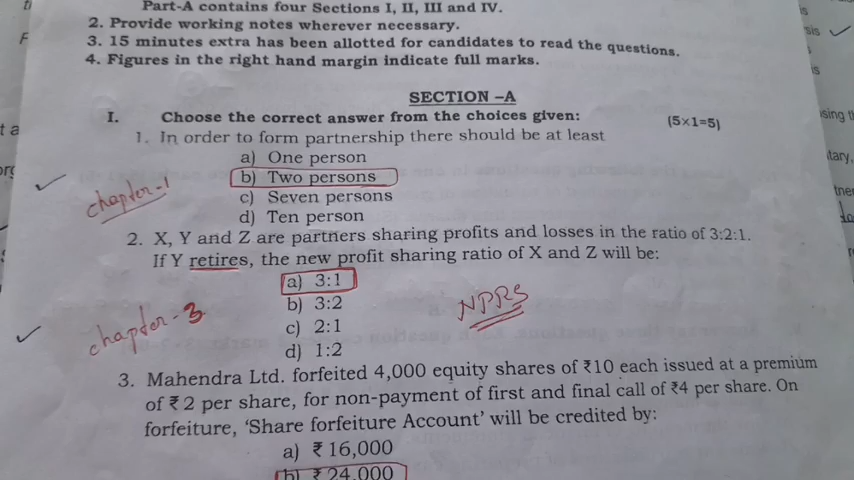 Part-A contains four Sections I, II, III and IV.
2. Provide working notes wherever necessary.
3. 15 minutes extra has been allotted for candidates to read the questions.
4. Figures in the right hand margin indicate full marks.
SECTION –A
I. Choose the correct answer from the choices given: (5×1=5)
1. In order to form partnership there should be at least
a) One person
b) Two persons
c) Seven persons
d) Ten person
chapter-1
2. X, Y and Z are partners sharing profits and losses in the ratio of 3:2:1.
If Y retires, the new profit sharing ratio of X and Z will be:
a) 3:1
b) 3:2
c) 2:1
d) 1:2
chapter-3
NPRS
3. Mahendra Ltd. forfeited 4,000 equity shares of ₹10 each issued at a premium
of ₹ 2 per share, for non-payment of first and final call of ₹4 per share. On
forfeiture, ‘Share forfeiture Account’ will be credited by:
a) ₹ 16,000
b) ₹ 24,000